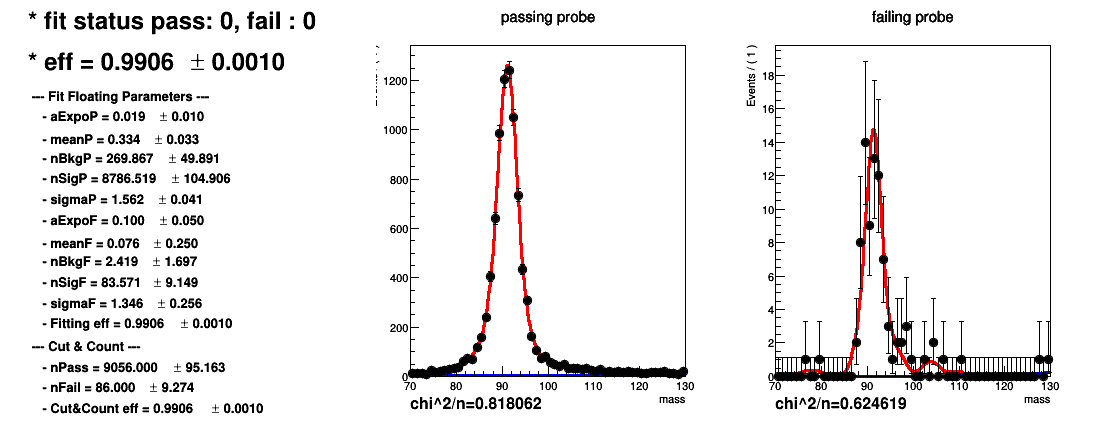 * fit status pass: 0, fail : 0
* eff = 0.9906 ± 0.0010
--- Fit Floating Parameters ---
- aExpoP = 0.019 ± 0.010
- meanP = 0.334 ± 0.033
- nBkgP = 269.867 ± 49.891
- nSigP = 8786.519 ± 104.906
- sigmaP = 1.562 ± 0.041
- aExpoF = 0.100 ± 0.050
- meanF = 0.076 ± 0.250
- nBkgF = 2.419 ± 1.697
- nSigF = 83.571 ± 9.149
- sigmaF = 1.346 ± 0.256
- Fitting eff = 0.9906 ± 0.0010
--- Cut & Count ---
- nPass = 9056.000 ± 95.163
- nFail = 86.000 ± 9.274
- Cut&Count eff = 0.9906 ± 0.0010
passing probe
1200
1000
800
600
400
200
0
70 80 90 100 110 120 130
mass
chi^2/n=0.818062
failing probe
Events / ( 1 )
18
16
14
12
10
8
6
4
2
0
70 80 90 100 110 120 130
mass
chi^2/n=0.624619